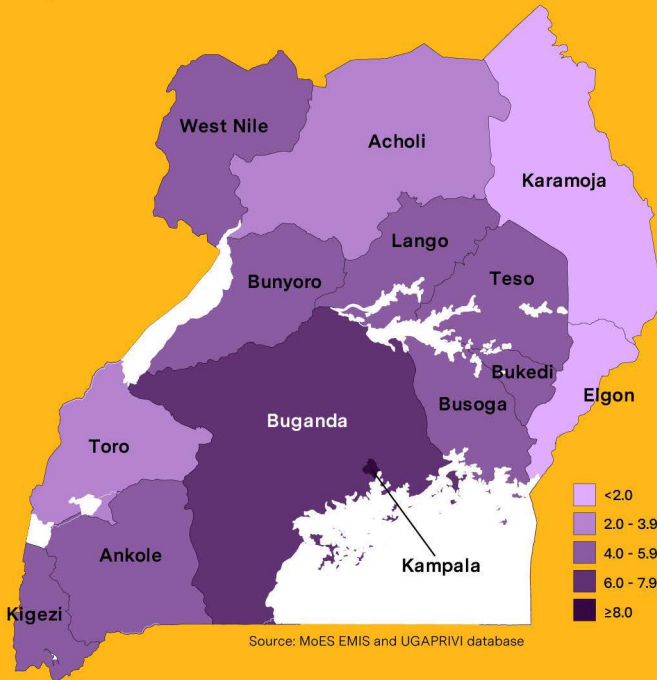 West Nile
Acholi
Karamoja
Lango
Bunyoro
Teso
Bukedi
Elgon
Busoga
Buganda
Toro
Ankole
Kampala
Kigezi
<2.0
2.0 - 3.9
4.0 - 5.9
6.0 - 7.9
≥8.0
Source: MoES EMIS and UGAPRIVI database